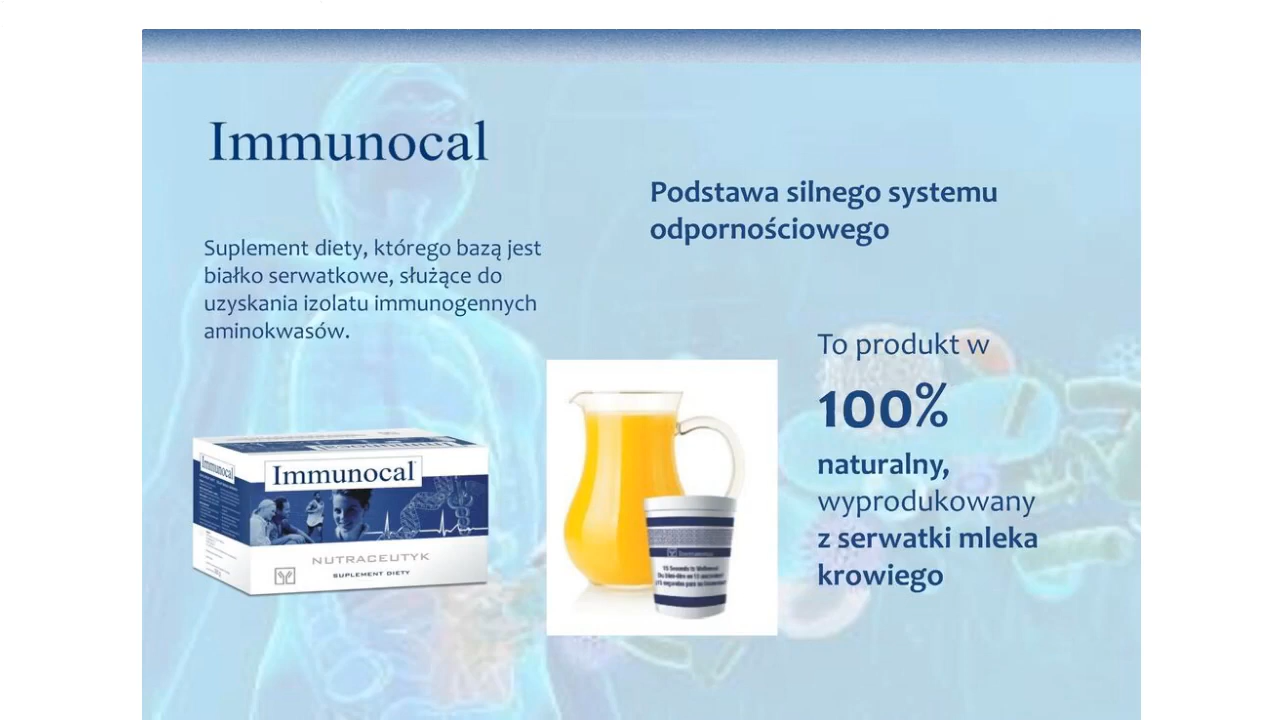 Immunocal
Podstawa silnego systemu
odpornościowego
Suplement diety, którego bazą jest
białko serwatkowe, służące do
uzyskania izolatu immunogennych
aminokwasów.
To produkt w
100%
naturalny,
wyprodukowany
z serwatki mleka
krowiego
Immunocal
Immunocal
NUTRACEUTYK
SUPLEMENT DIETY